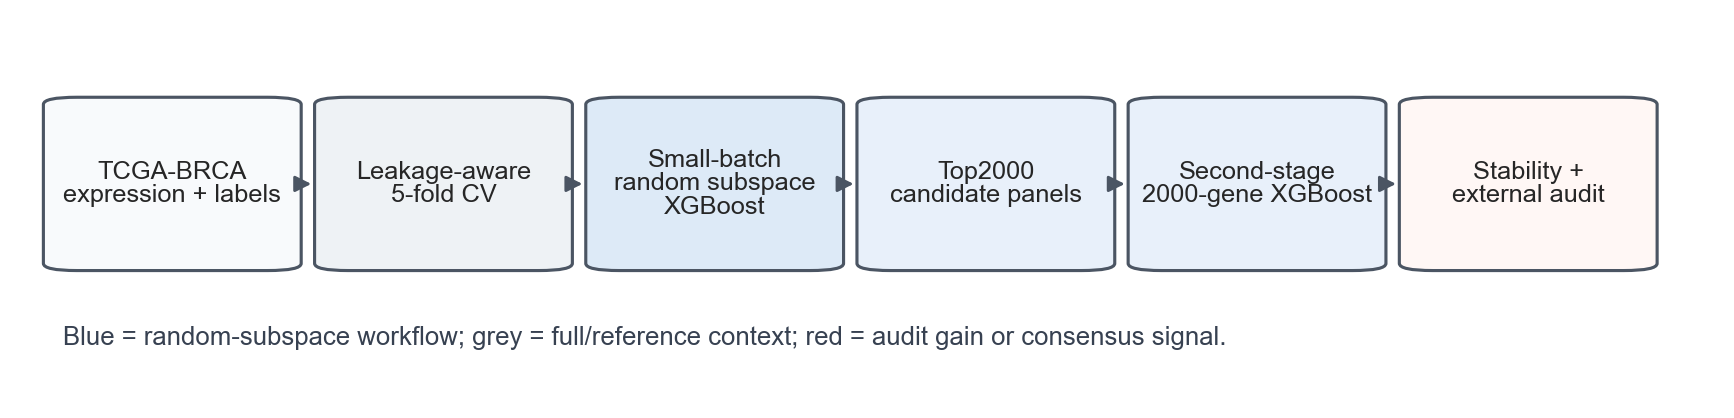 TCGA-BRCA
expression + labels
Leakage-aware
5-fold CV
Small-batch
random subspace
XGBoost
Top2000
candidate panels
Second-stage
2000-gene XGBoost
Stability +
external audit
Blue = random-subspace workflow; grey = full/reference context; red = audit gain or consensus signal.